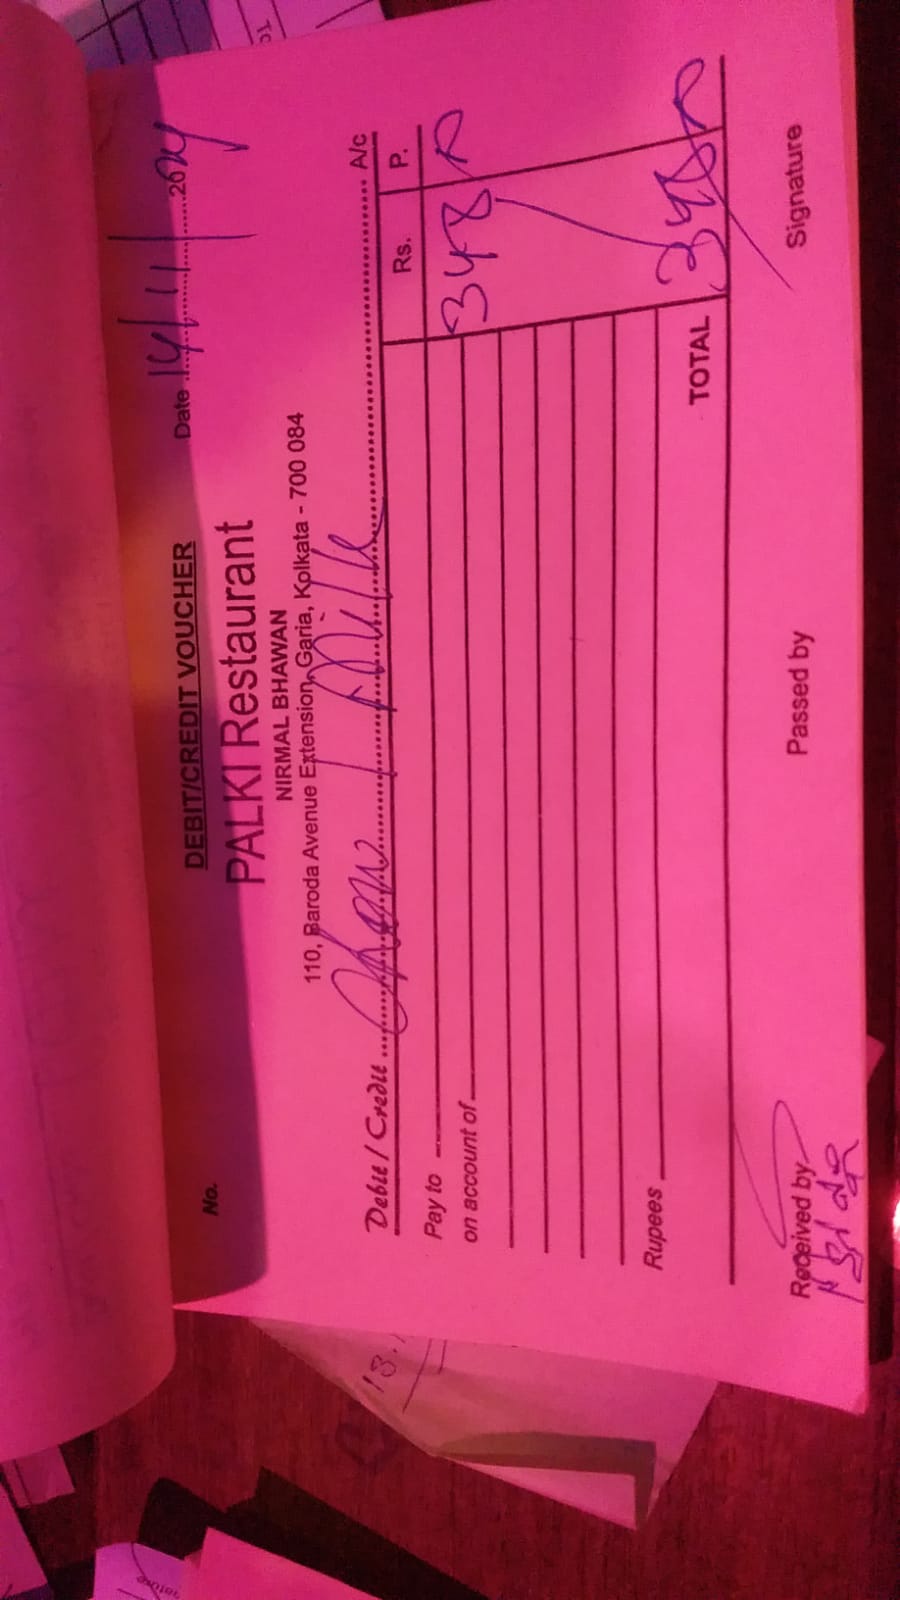 DEBIT/CREDIT VOUCHER
No. Date 14/11/2024
PALKI Restaurant
NIRMAL BHAWAN
110, Baroda Avenue Extension, Garia, Kolkata - 700 084
Debit / Credit Milk A/c
Rs. P.
Pay to 348
on account of
Rupees
TOTAL 348
Received by Passed by Signature